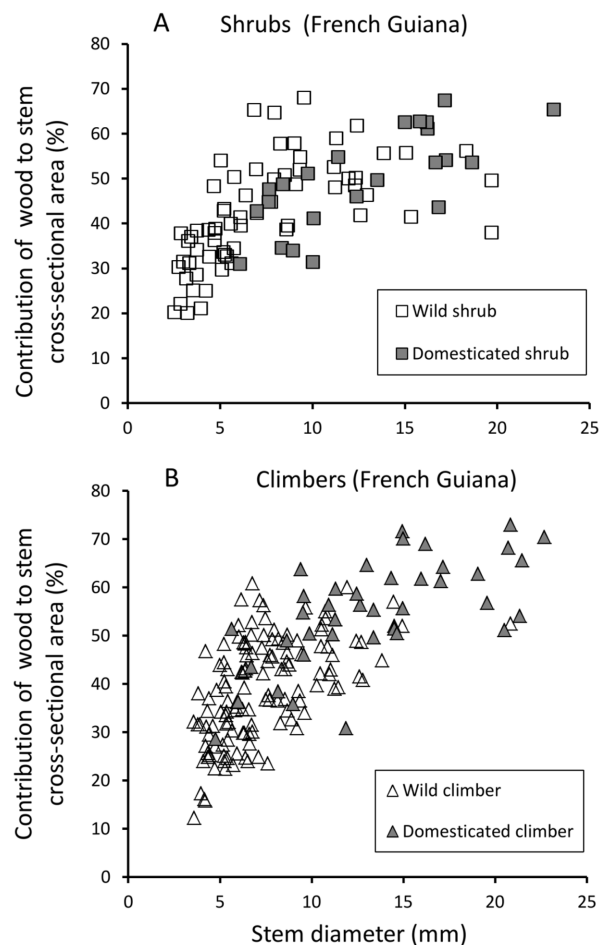 A Shrubs (French Guiana)
Contribution of wood to stem
cross-sectional area (%)
80
70
60
50
40
30
20
10
0
0 5 10 15 20 25
Wild shrub
Domesticated shrub
B Climbers (French Guiana)
Contribution of wood to stem
cross-sectional area (%)
80
70
60
50
40
30
20
10
0
0 5 10 15 20 25
Wild climber
Domesticated climber
Stem diameter (mm)